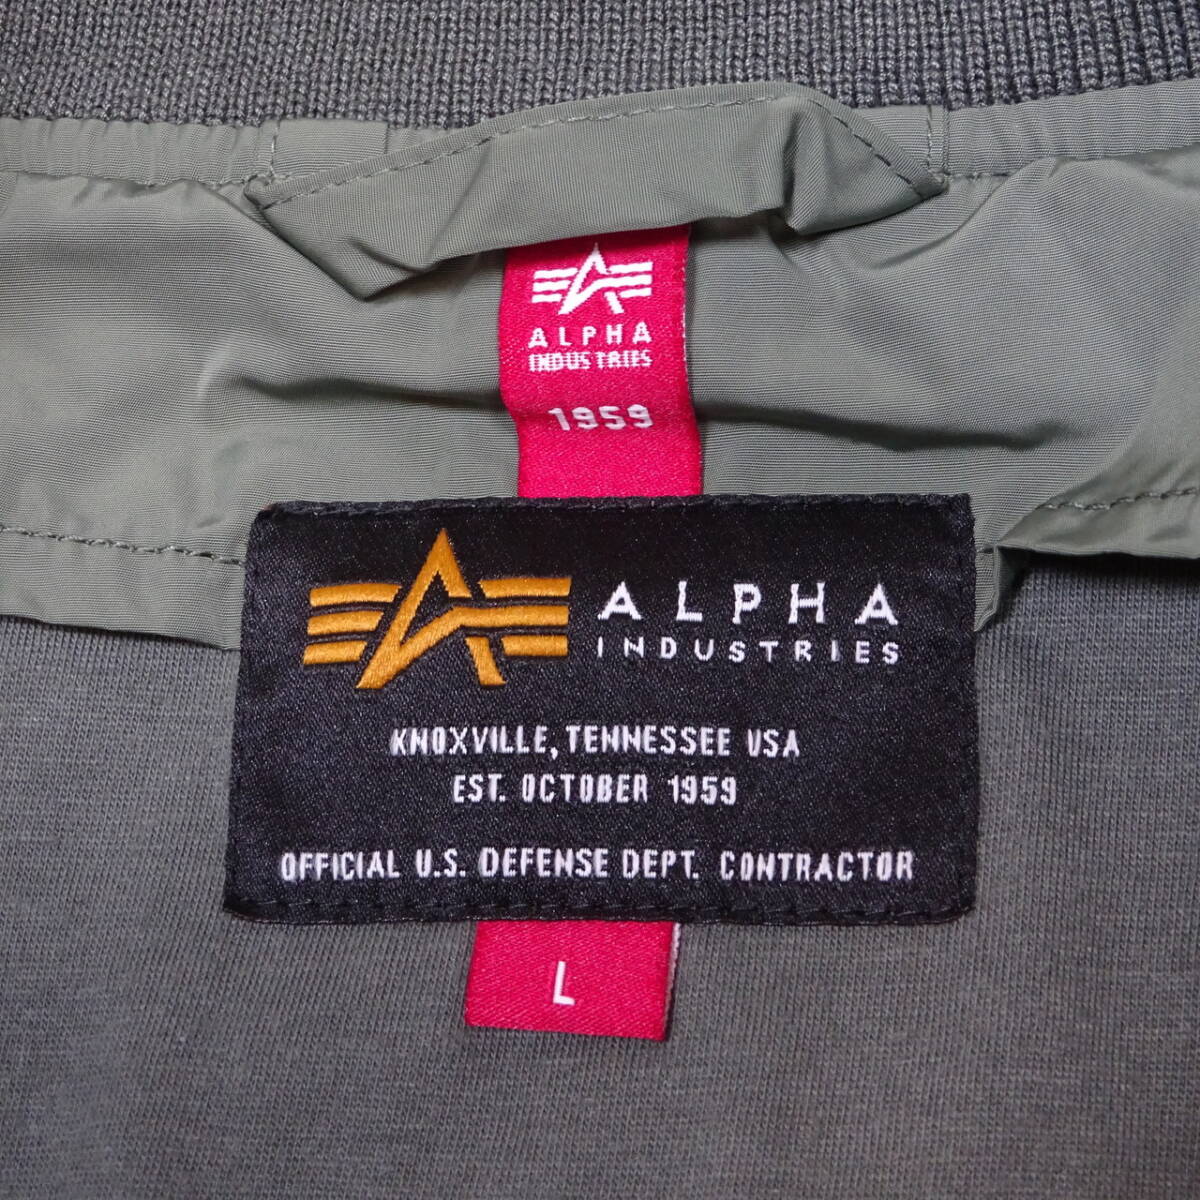 ALPHA
INDUSTRIES
1959
ALPHA
INDUSTRIES
KNOXVILLE, TENNESSEE USA
EST. OCTOBER 1959
OFFICIAL U.S. DEFENSE DEPT. CONTRACTOR
L